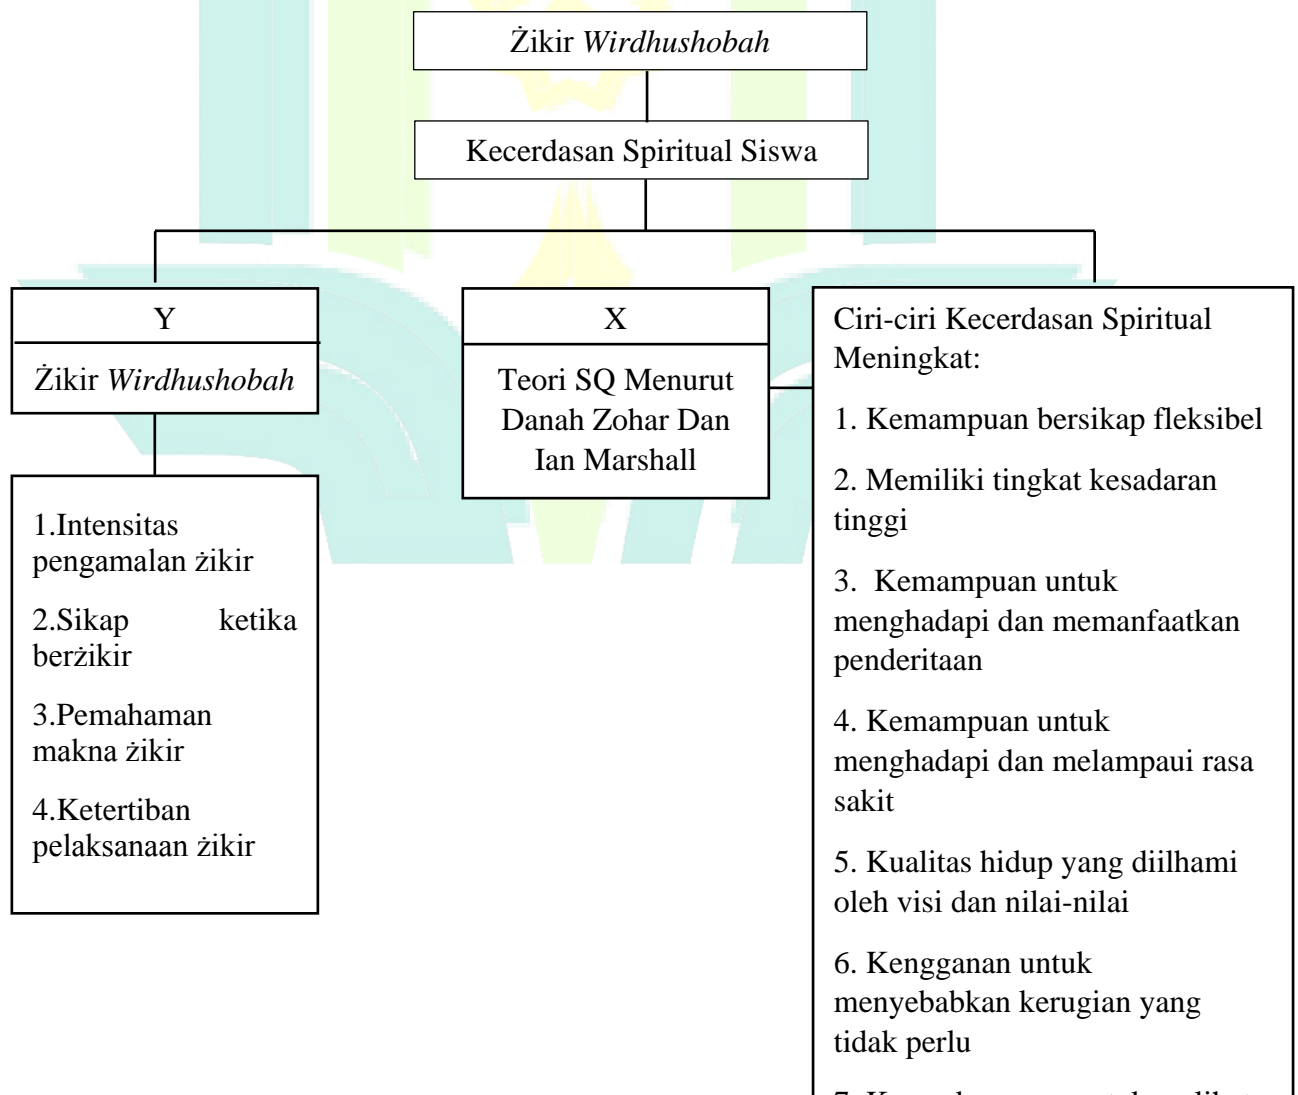 Żikir Wirdhushobah
Kecerdasan Spiritual Siswa
Y
Żikir Wirdhushobah
1.Intensitas
pengamalan żikir
2.Sikap ketika
berżikir
3.Pemahaman
makna żikir
4.Ketertiban
pelaksanaan żikir
X
Teori SQ Menurut
Danah Zohar Dan
Ian Marshall
Ciri-ciri Kecerdasan Spiritual
Meningkat:
1. Kemampuan bersikap fleksibel
2. Memiliki tingkat kesadaran
tinggi
3. Kemampuan untuk
menghadapi dan memanfaatkan
penderitaan
4. Kemampuan untuk
menghadapi dan melampaui rasa
sakit
5. Kualitas hidup yang diilhami
oleh visi dan nilai-nilai
6. Kengganan untuk
menyebabkan kerugian yang
tidak perlu